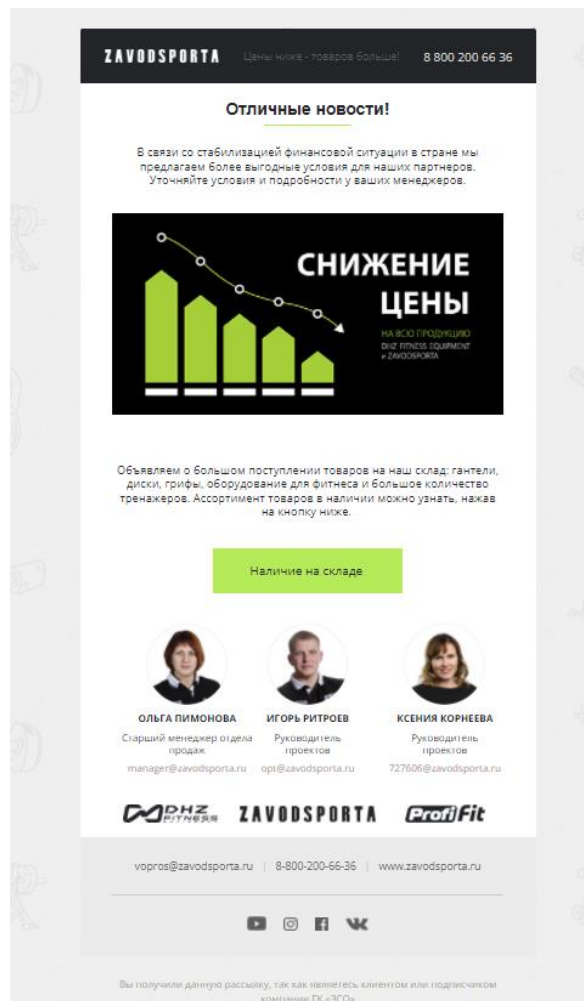 ZAVODSPORTA Цены ниже - товаров больше! 8 800 200 66 36
Отличные новости!
В связи со стабилизацией финансовой ситуации в стране мы
предлагаем более выгодные условия для наших партнеров.
Уточняйте условия и подробности у ваших менеджеров.
СНИЖЕНИЕ
ЦЕНЫ
НА ВСЮ ПРОДУКЦИЮ
DHZ FITNESS EQUIPMENT
и ZAVODSPORTA
Объявляем о большом поступлении товаров на наш склад: гантели,
диски, грифы, оборудование для фитнеса и большое количество
тренажеров. Ассортимент товаров в наличии можно узнать, нажав
на кнопку ниже.
Наличие на складе
ОЛЬГА ПИМОНОВА
Старший менеджер отдела
продаж
manager@zavodsporta.ru
ИГОРЬ РИТРОЕВ
Руководитель
проектов
opt@zavodsporta.ru
КСЕНИЯ КОРНЕЕВА
Руководитель
проектов
727606@zavodsporta.ru
DHZ
FITNESS
ZAVODSPORTA
ProfiFit
vopros@zavodsporta.ru | 8-800-200-66-36 | www.zavodsporta.ru
Вы получили данную рассылку, так как являетесь клиентом или подписчиком
компании ГК «ЗСО»